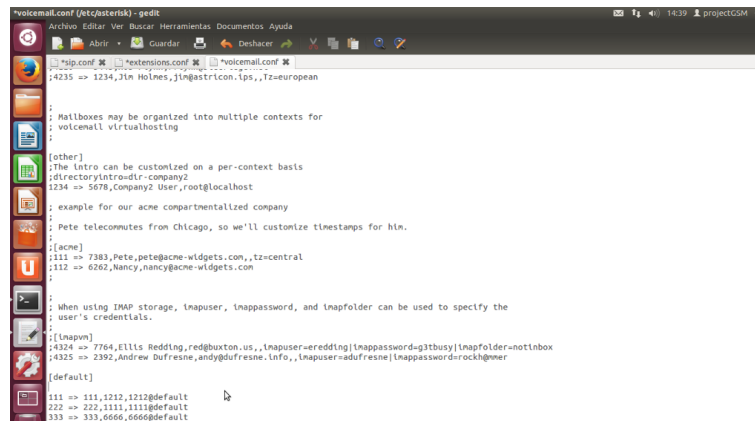 *voicemail.conf (/etc/asterisk) - gedit
14:39 projectGSM
Archivo Editar Ver Buscar Herramientas Documentos Ayuda
Abrir Guardar Deshacer
*sip.conf *extensions.conf *voicemail.conf
;4235 => 1234,Jim Holmes,jim@astricon.ips,,Tz=european
;
; Mailboxes may be organized into multiple contexts for
; voicemail virtualhosting
;
[other]
;The intro can be customized on a per-context basis
;directoryintro=dir-company2
1234 => 5678,Company2 User,root@localhost
; example for our acme compartmentalized company
;
; Pete telecommutes from Chicago, so we'll customize timestamps for him.
;
;[acme]
;111 => 7383,Pete,pete@acme-widgets.com,,tz=central
;112 => 6262,Nancy,nancy@acme-widgets.com
;
;
; When using IMAP storage, imapuser, imappassword, and imapfolder can be used to specify the
; user's credentials.
;
;[imapvm]
;4324 => 7764,Ellis Redding,red@buxton.us,,imapuser=eredding|imappassword=g3tbusy|imapfolder=notinbox
;4325 => 2392,Andrew Dufresne,andy@dufresne.info,,imapuser=adufresne|imappassword=rockh@mmer
[default]
111 => 111,1212,1212@default
222 => 222,1111,1111@default
333 => 333,6666,6666@default